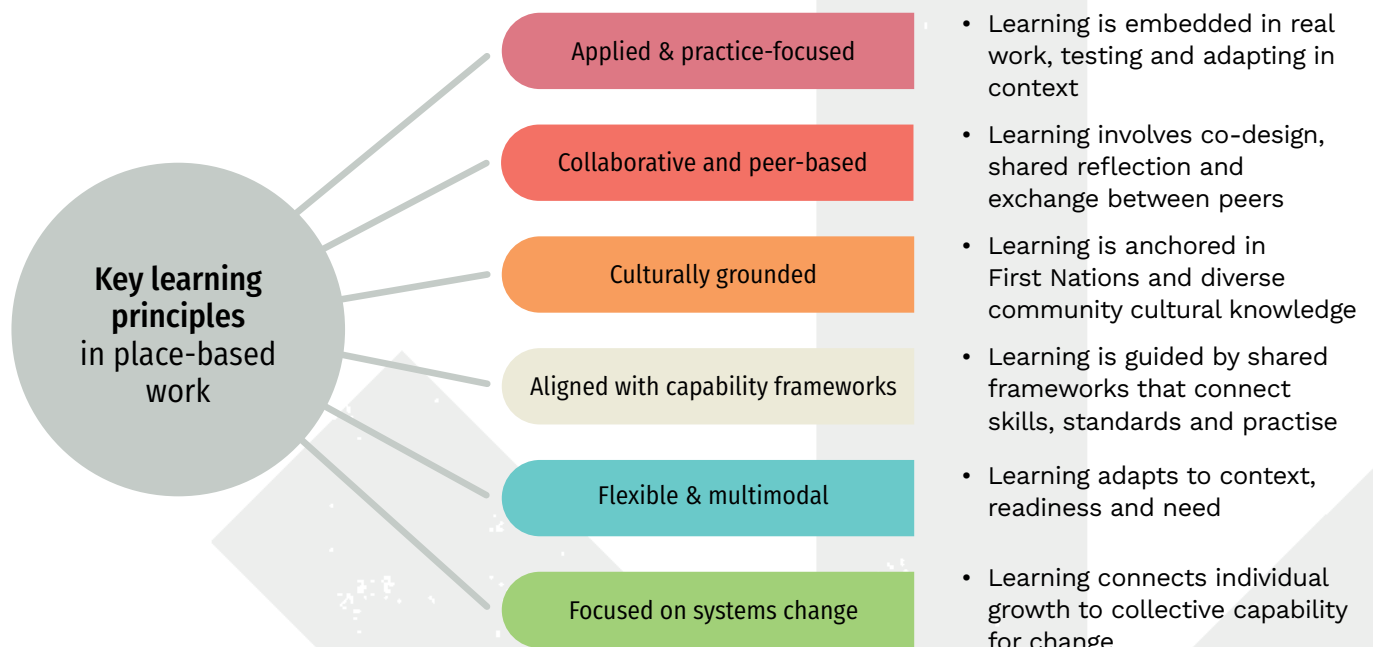 Key learning
principles
in place-based
work
Applied & practice-focused
• Learning is embedded in real
work, testing and adapting in
context
Collaborative and peer-based
• Learning involves co-design,
shared reflection and
exchange between peers
Culturally grounded
• Learning is anchored in
First Nations and diverse
community cultural knowledge
Aligned with capability frameworks
• Learning is guided by shared
frameworks that connect
skills, standards and practise
Flexible & multimodal
• Learning adapts to context,
readiness and need
Focused on systems change
• Learning connects individual
growth to collective capability
for change